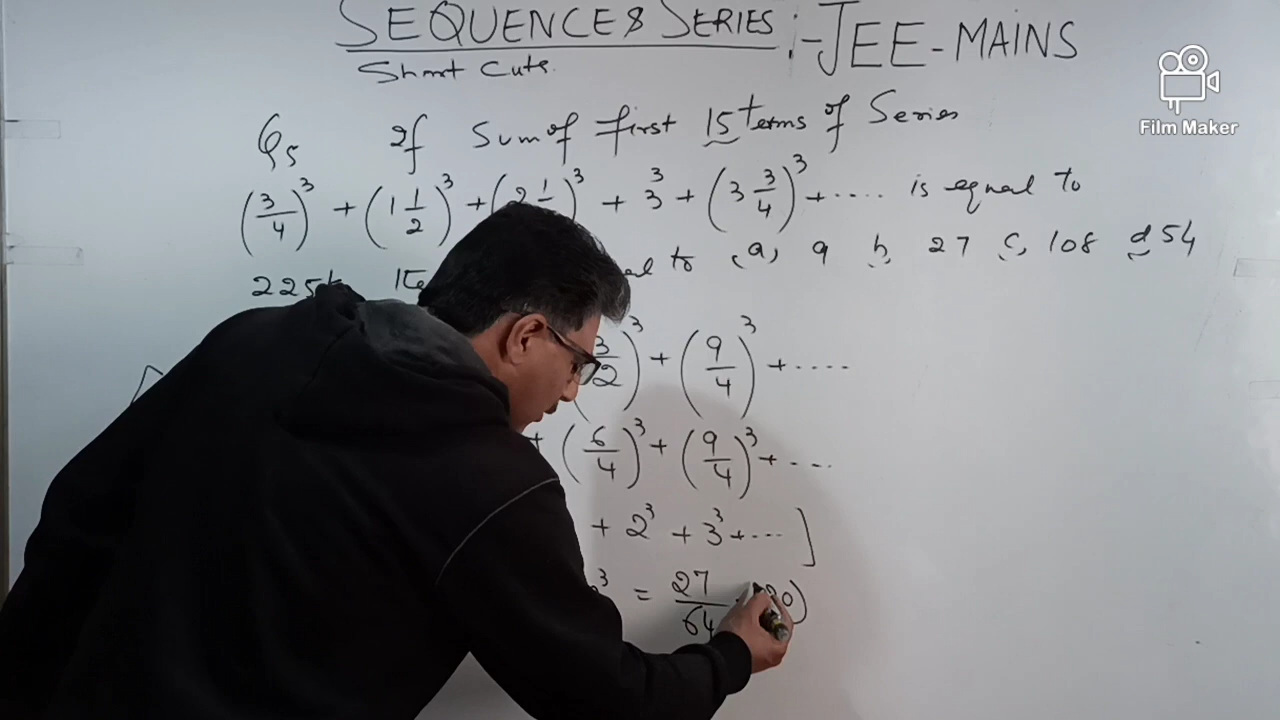 SEQUENCE & SERIES :- JEE - MAINS
Short Cuts.
Film Maker
Q5 If Sum of first 15 terms of Series
(3/4)³ + (1 1/2)³ + (2 1/ )³ + 3³ + (3 3/4)³ + .... is equal to
225 k to (a) 9 b, 27 c, 108 d 54
3/2)³ + (9/4)³ + ....
+ (6/4)³ + (9/4)³ + ....
+ 2³ + 3³ + ... ]
³ = 27/64